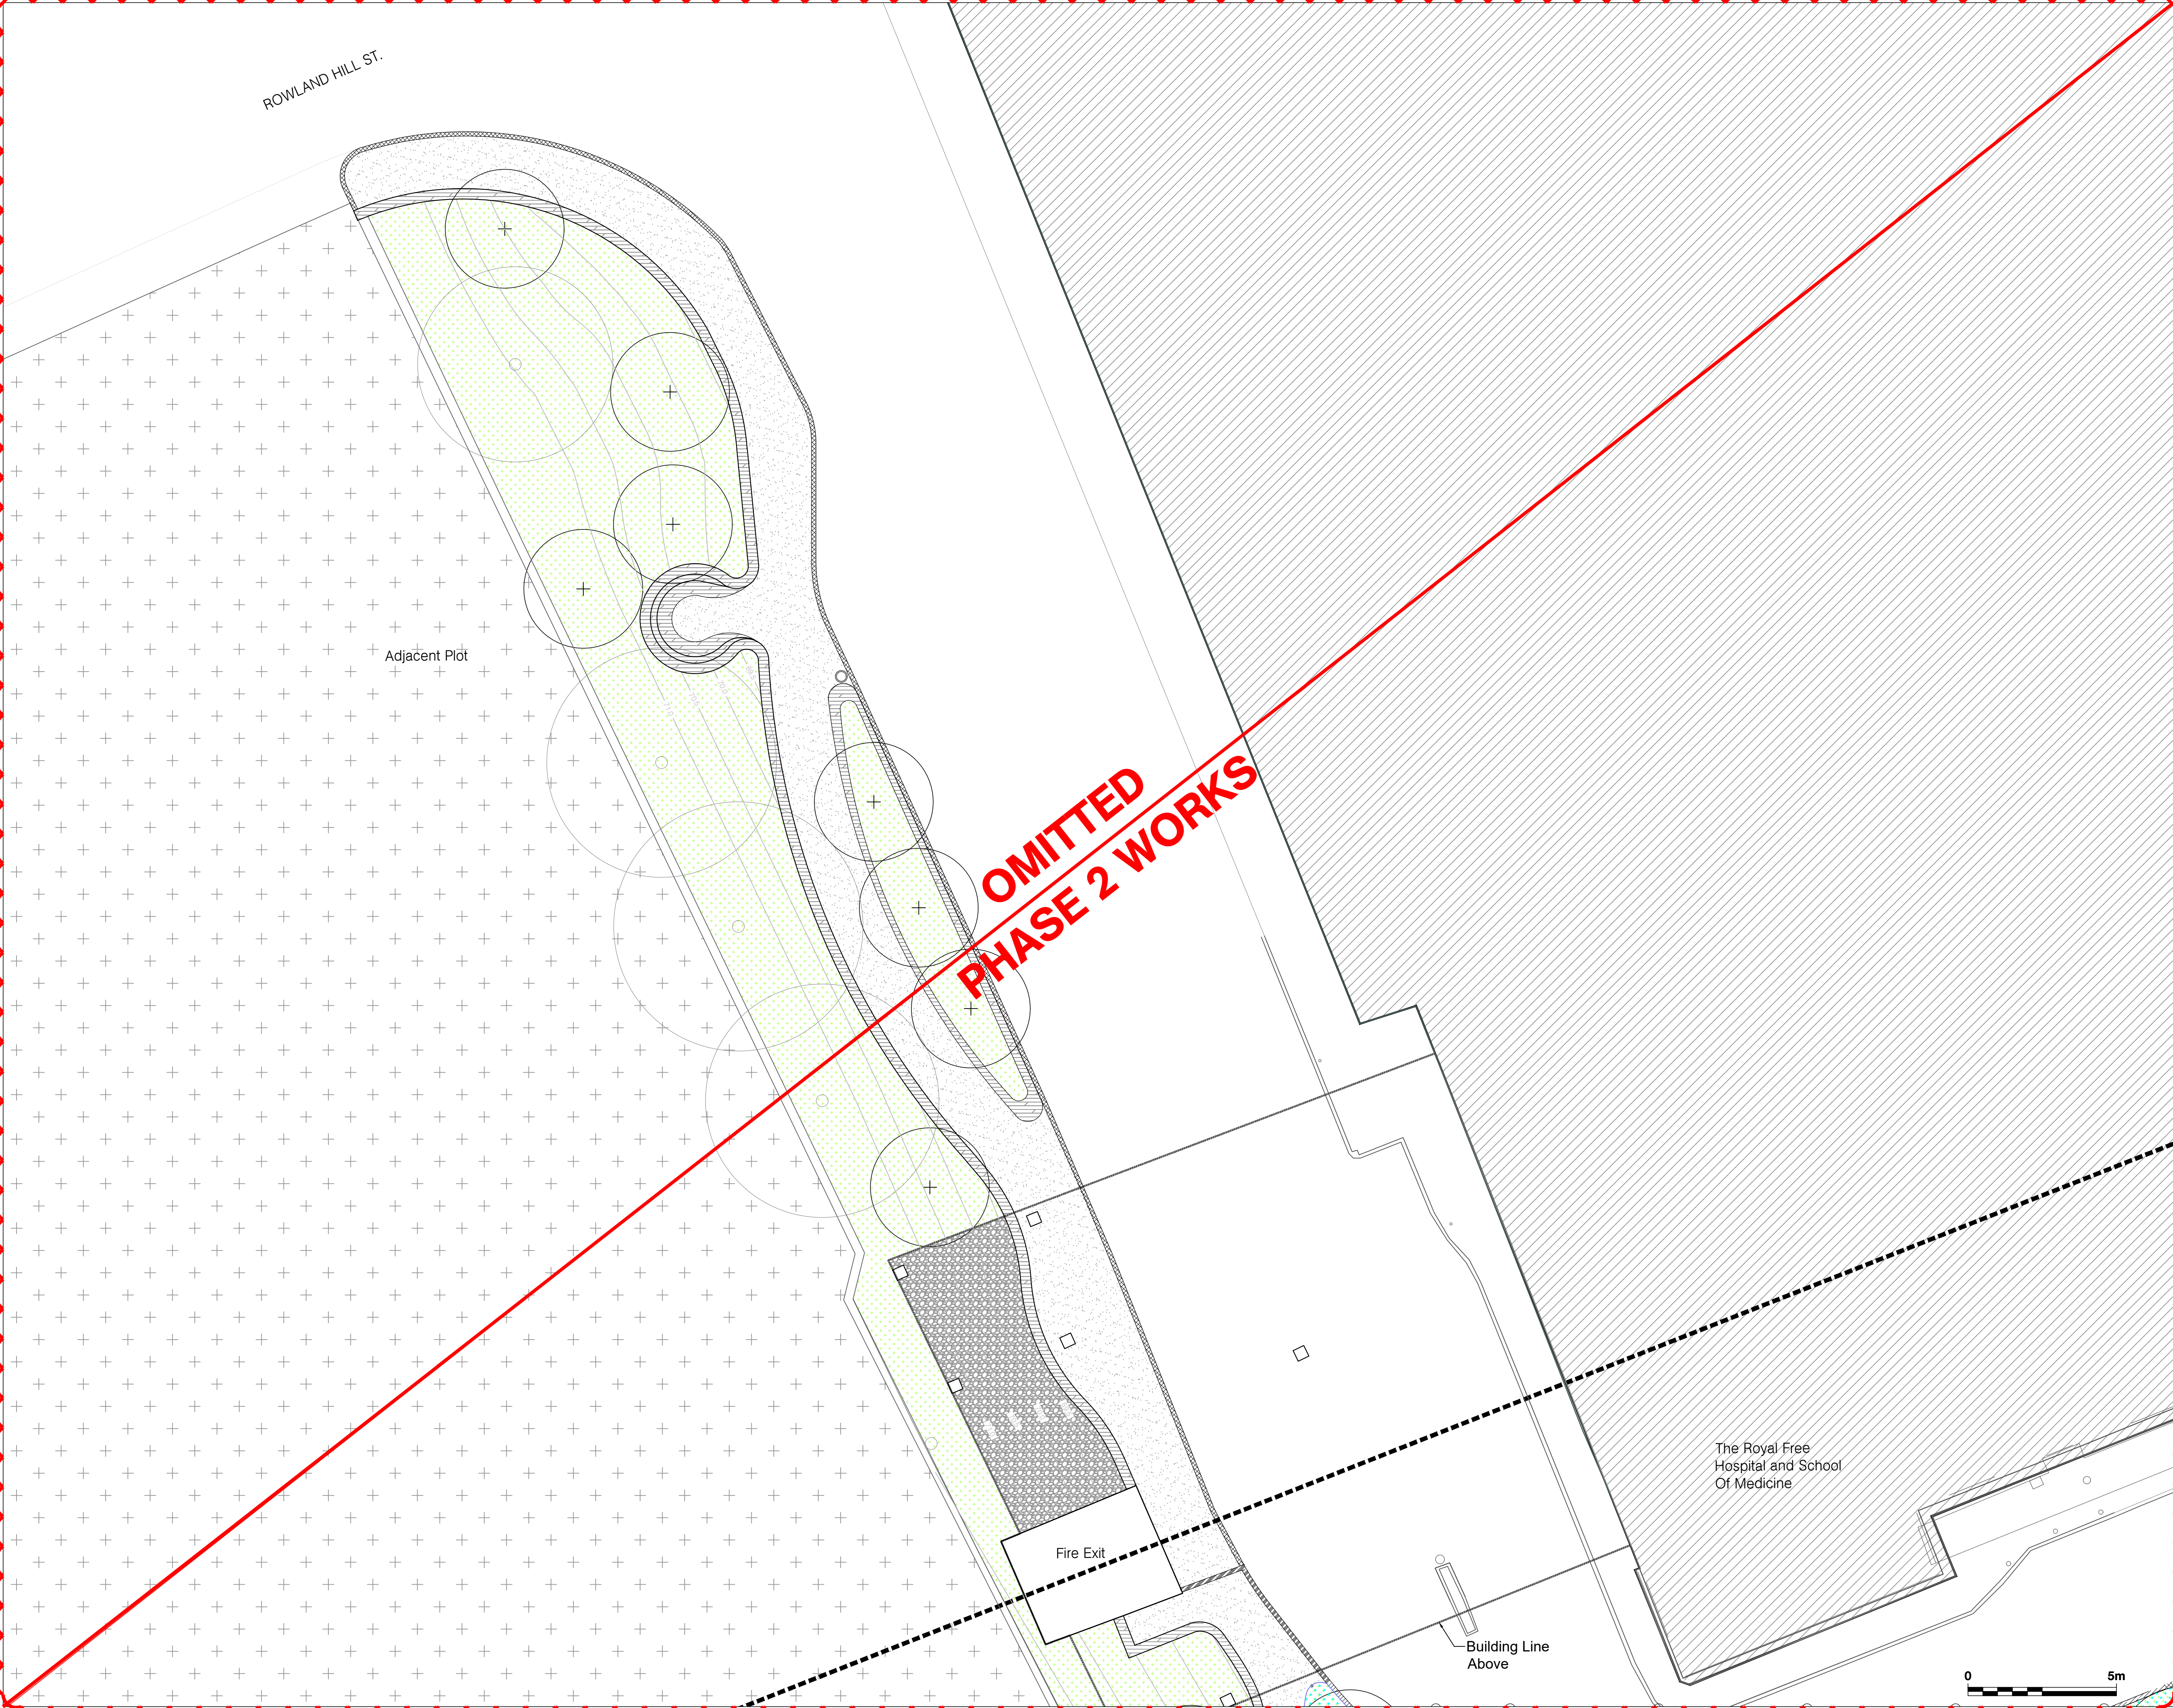 ROWLAND HILL ST.
Adjacent Plot
OMITTED
PHASE 2 WORKS
The Royal Free
Hospital and School
Of Medicine
Fire Exit
Building Line
Above
0 5m